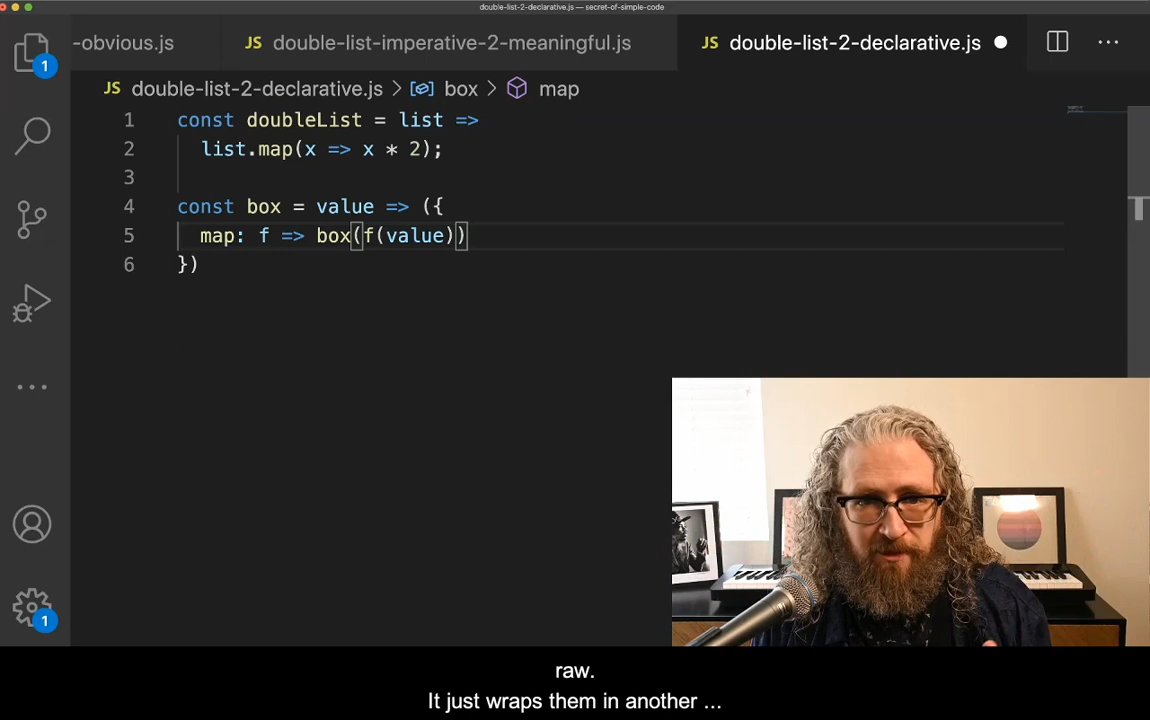 double-list-2-declarative.js — secret-of-simple-code
-obvious.js
JS double-list-imperative-2-meaningful.js
JS double-list-2-declarative.js
1
JS double-list-2-declarative.js > box > map
1 const doubleList = list =>
2 list.map(x => x * 2);
3
4 const box = value => ({
5 map: f => box(f(value))
6 })
1
raw.
It just wraps them in another ...